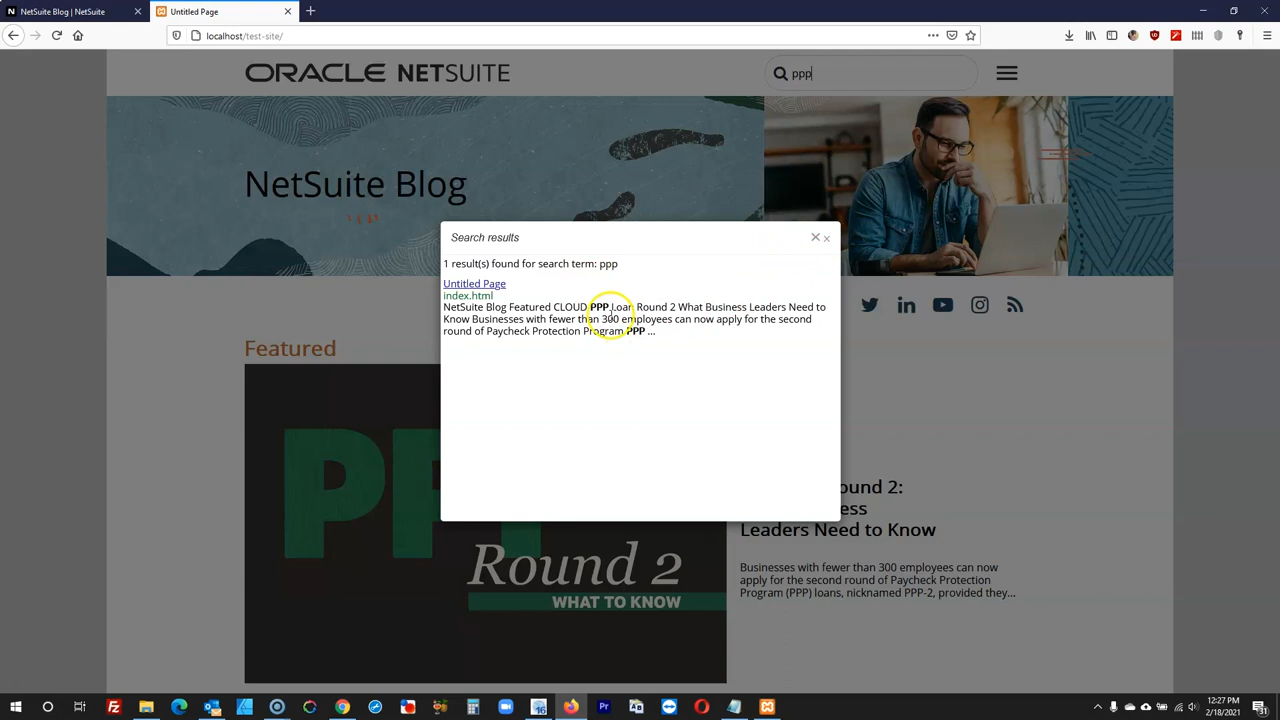 NetSuite Blog | NetSuite
Untitled Page
localhost/test-site/
ORACLE NETSUITE
ppp
NetSuite Blog
Search results
1 result(s) found for search term: ppp
Untitled Page
index.html
NetSuite Blog Featured CLOUD PPP Loan Round 2 What Business Leaders Need to
Know Businesses with fewer than 300 employees can now apply for the second
round of Paycheck Protection Program PPP ...
Featured
Round 2
WHAT TO KNOW
ound 2:
ess
Leaders Need to Know
Businesses with fewer than 300 employees can now
apply for the second round of Paycheck Protection
Program (PPP) loans, nicknamed PPP-2, provided they...
12:27 PM
2/18/2021